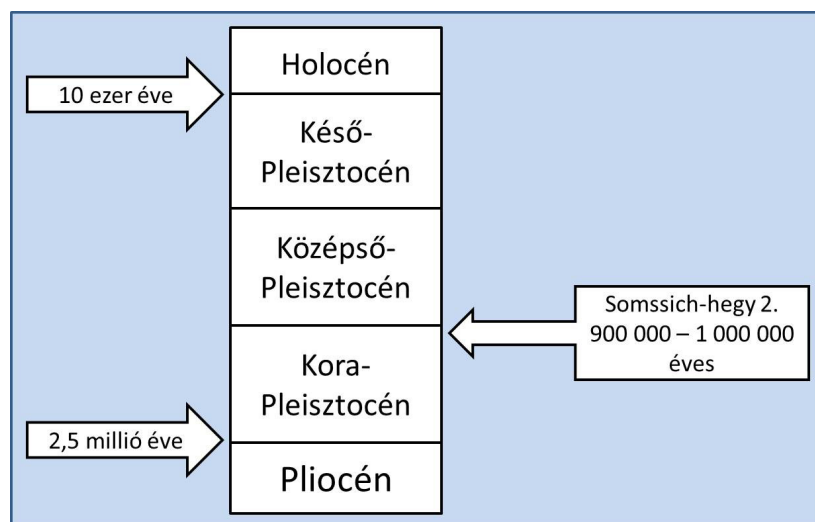 Holocén
10 ezer éve
Késő-
Pleisztocén
Középső-
Pleisztocén
Somssich-hegy 2.
900 000 – 1 000 000
éves
Kora-
Pleisztocén
2,5 millió éve
Pliocén